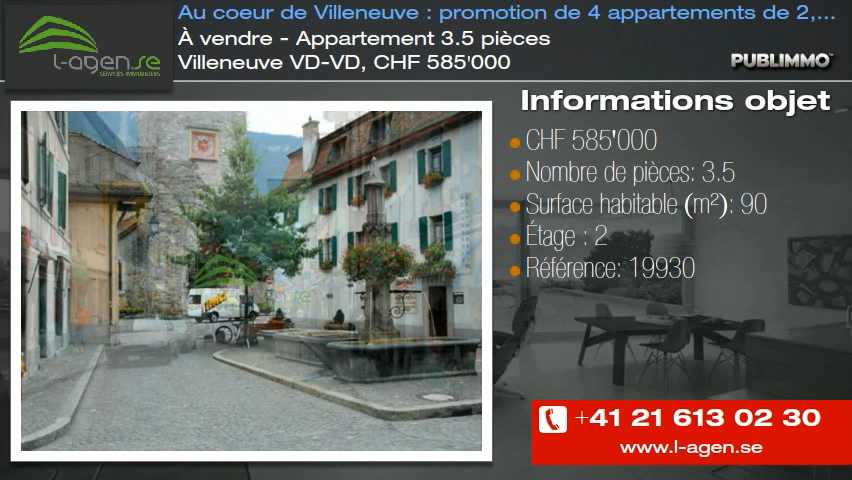 Au coeur de Villeneuve : promotion de 4 appartements de 2,...
À vendre - Appartement 3.5 pièces
Villeneuve VD-VD, CHF 585'000
l-agen.se
SERVICES IMMOBILIERS
PUBLIMMO
Informations objet
CHF 585'000
Nombre de pièces: 3.5
Surface habitable (m²): 90
Étage : 2
Référence: 19930
+41 21 613 02 30
www.l-agen.se